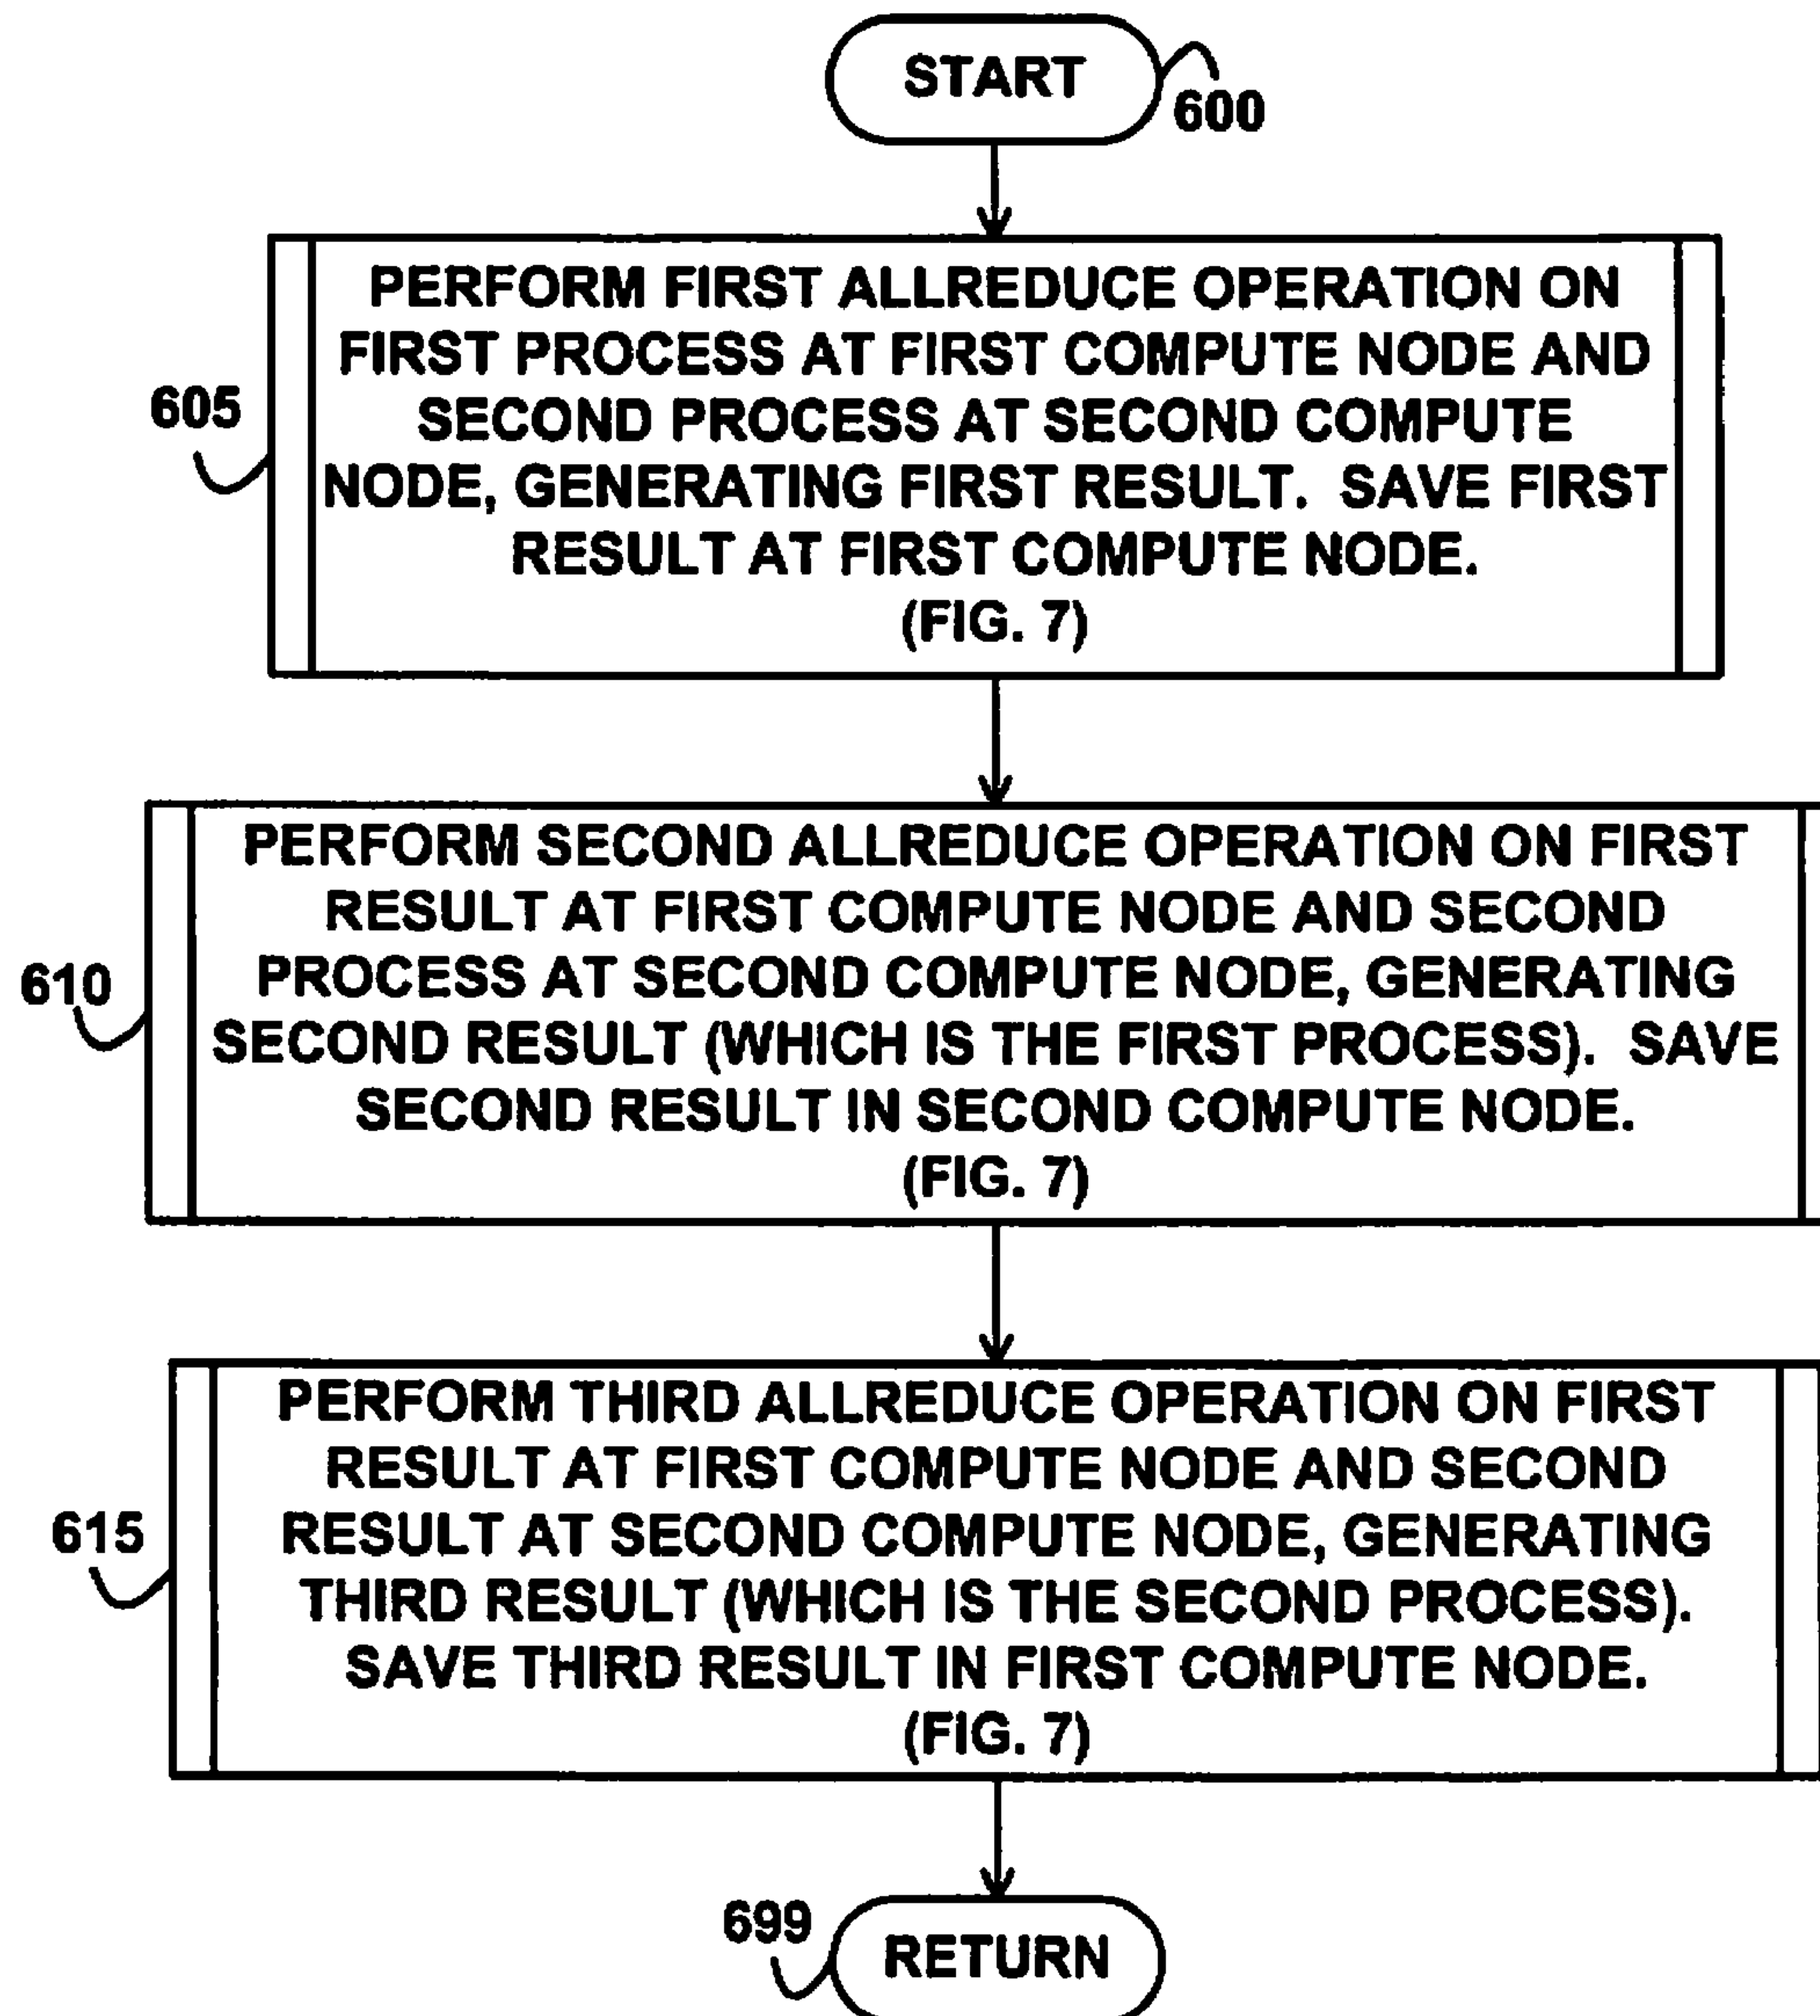 START
600
605
PERFORM FIRST ALLREDUCE OPERATION ON
FIRST PROCESS AT FIRST COMPUTE NODE AND
SECOND PROCESS AT SECOND COMPUTE
NODE, GENERATING FIRST RESULT. SAVE FIRST
RESULT AT FIRST COMPUTE NODE.
(FIG. 7)
610
PERFORM SECOND ALLREDUCE OPERATION ON FIRST
RESULT AT FIRST COMPUTE NODE AND SECOND
PROCESS AT SECOND COMPUTE NODE, GENERATING
SECOND RESULT (WHICH IS THE FIRST PROCESS). SAVE
SECOND RESULT IN SECOND COMPUTE NODE.
(FIG. 7)
615
PERFORM THIRD ALLREDUCE OPERATION ON FIRST
RESULT AT FIRST COMPUTE NODE AND SECOND
RESULT AT SECOND COMPUTE NODE, GENERATING
THIRD RESULT (WHICH IS THE SECOND PROCESS).
SAVE THIRD RESULT IN FIRST COMPUTE NODE.
(FIG. 7)
699
RETURN